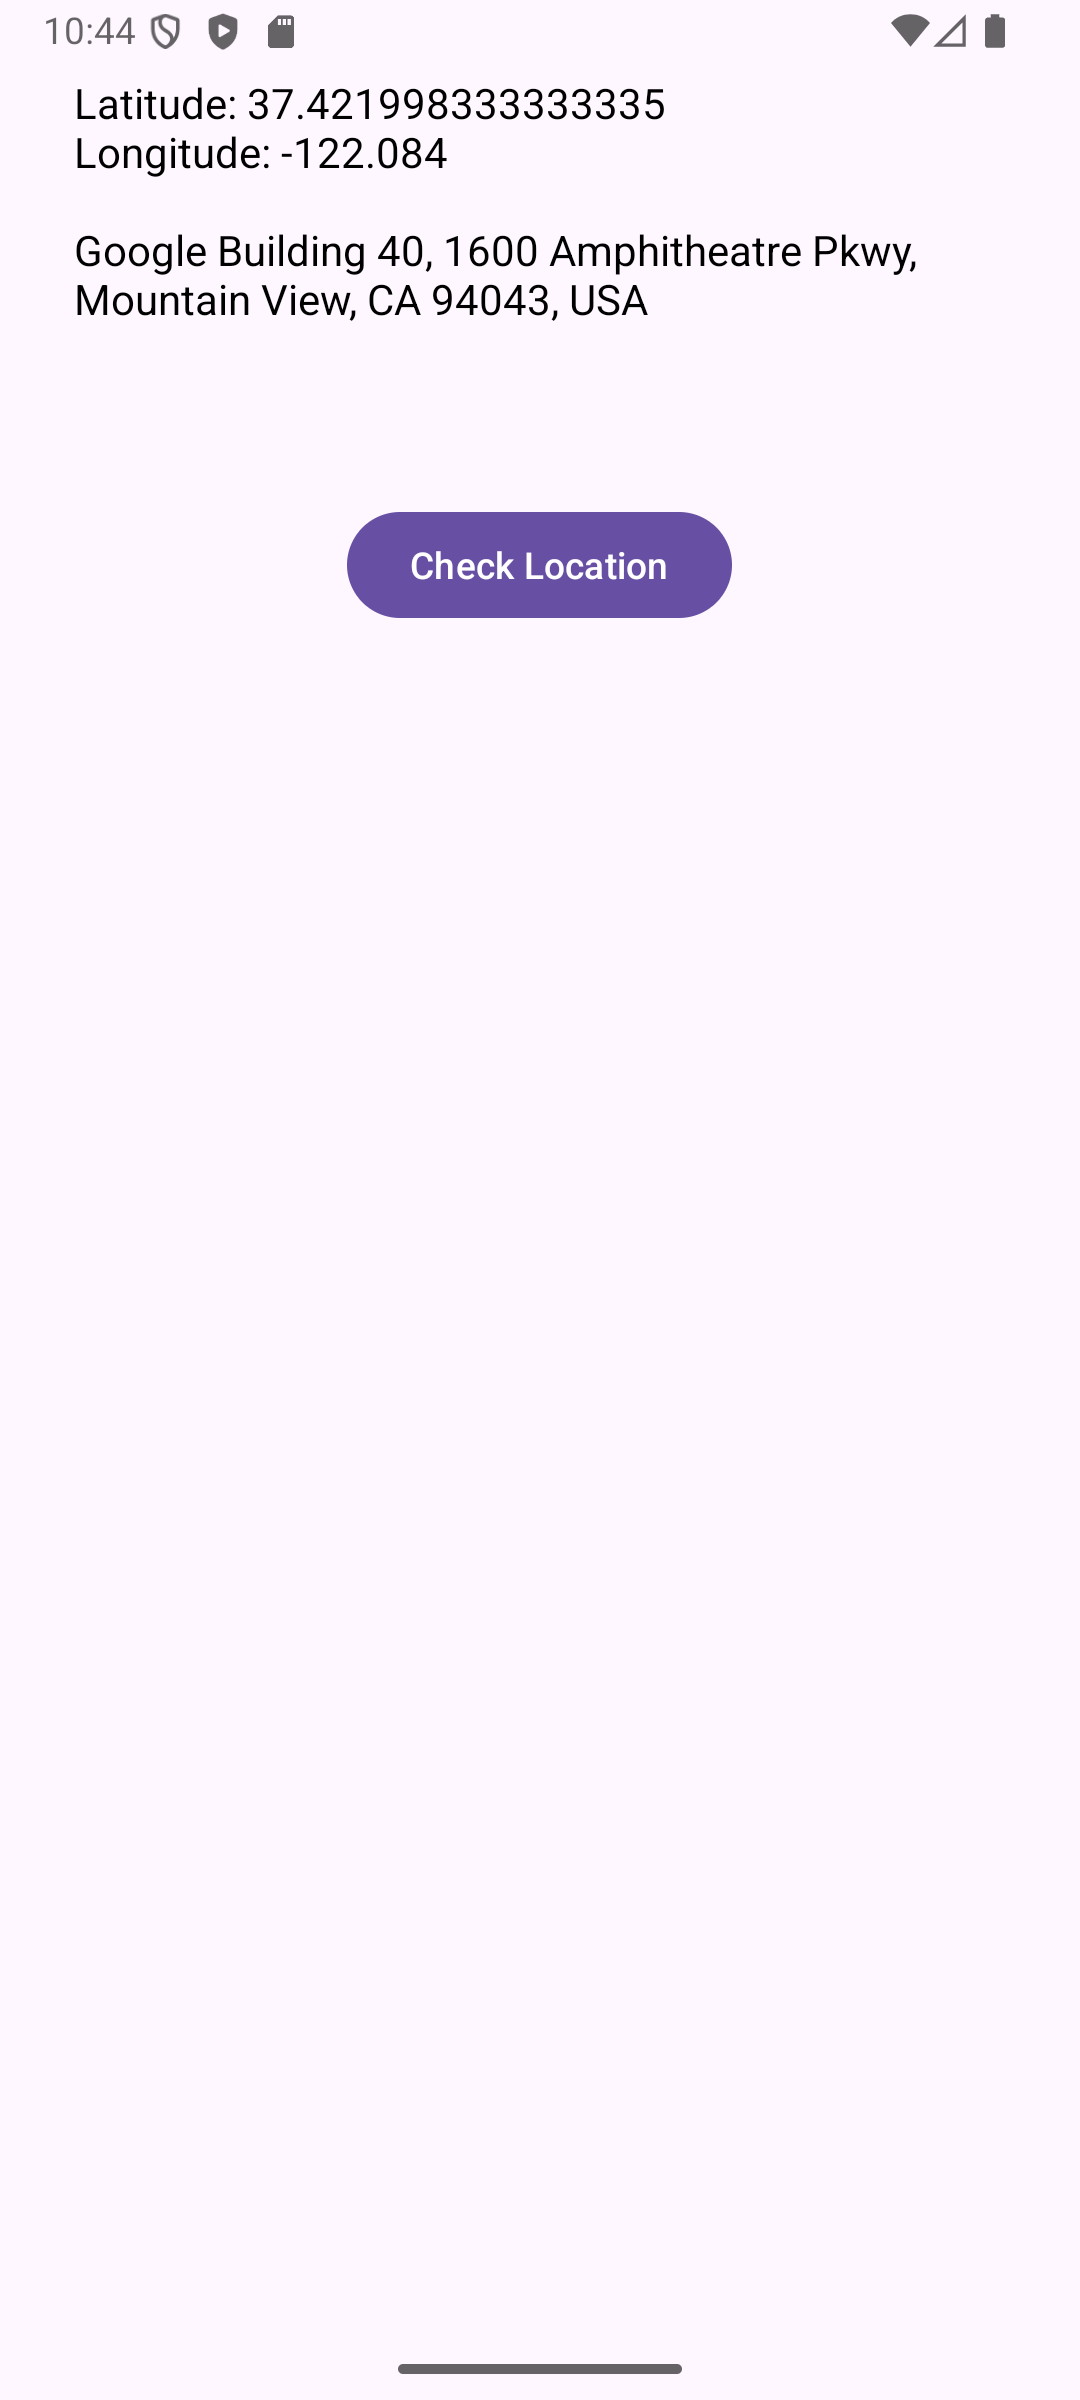 10:44
Latitude: 37.421998333333335
Longitude: -122.084
Google Building 40, 1600 Amphitheatre Pkwy,
Mountain View, CA 94043, USA
Check Location